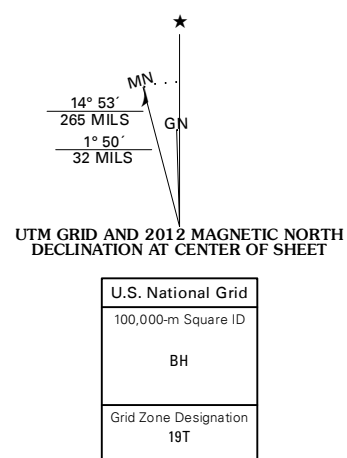 ★
MN
14° 53´
265 MILS
GN
1° 50´
32 MILS
UTM GRID AND 2012 MAGNETIC NORTH
DECLINATION AT CENTER OF SHEET
U.S. National Grid
100,000-m Square ID
BH
Grid Zone Designation
19T